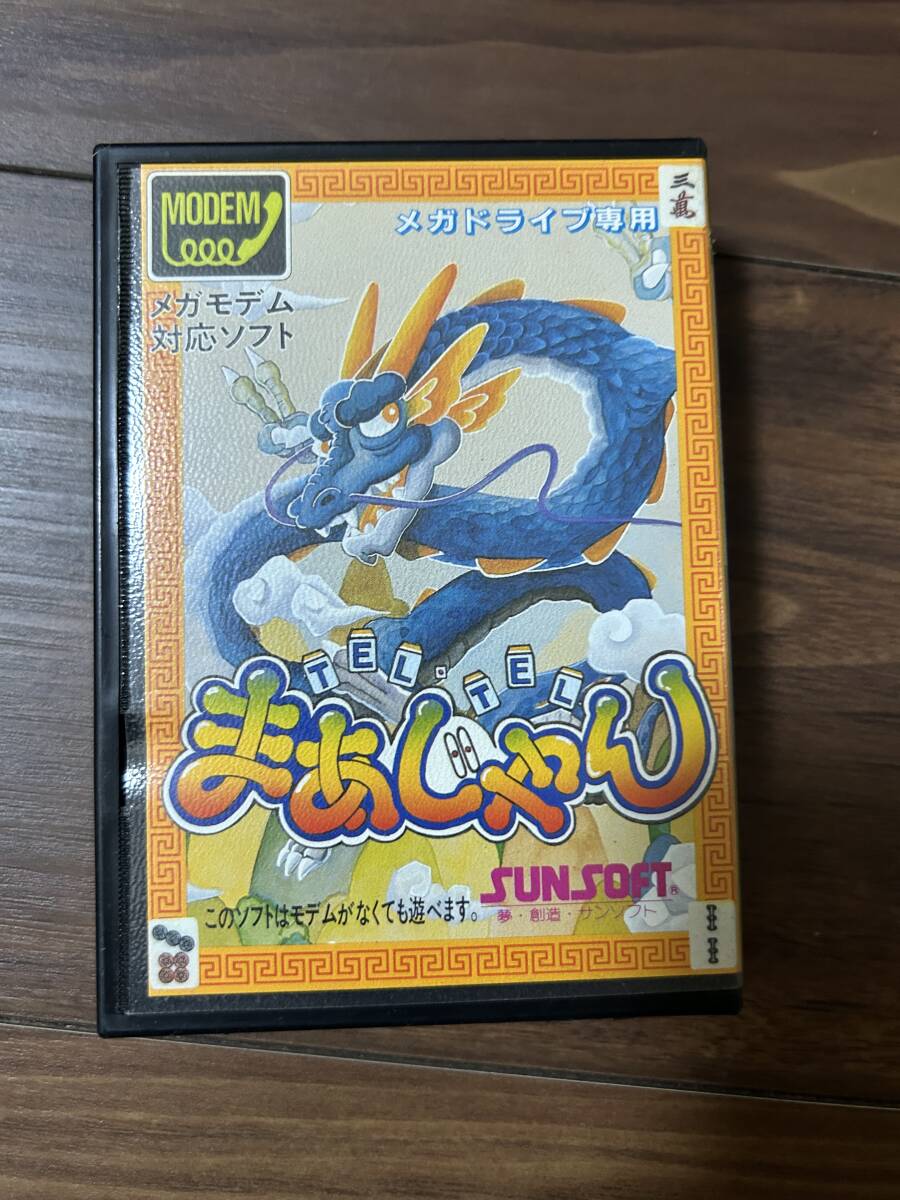 MODEM
メガドライブ専用
三萬
メガモデム
対応ソフト
TEL・TEL
まあじゃん
SUNSOFT®
夢・創造・サンソフト
このソフトはモデムがなくても遊べます。